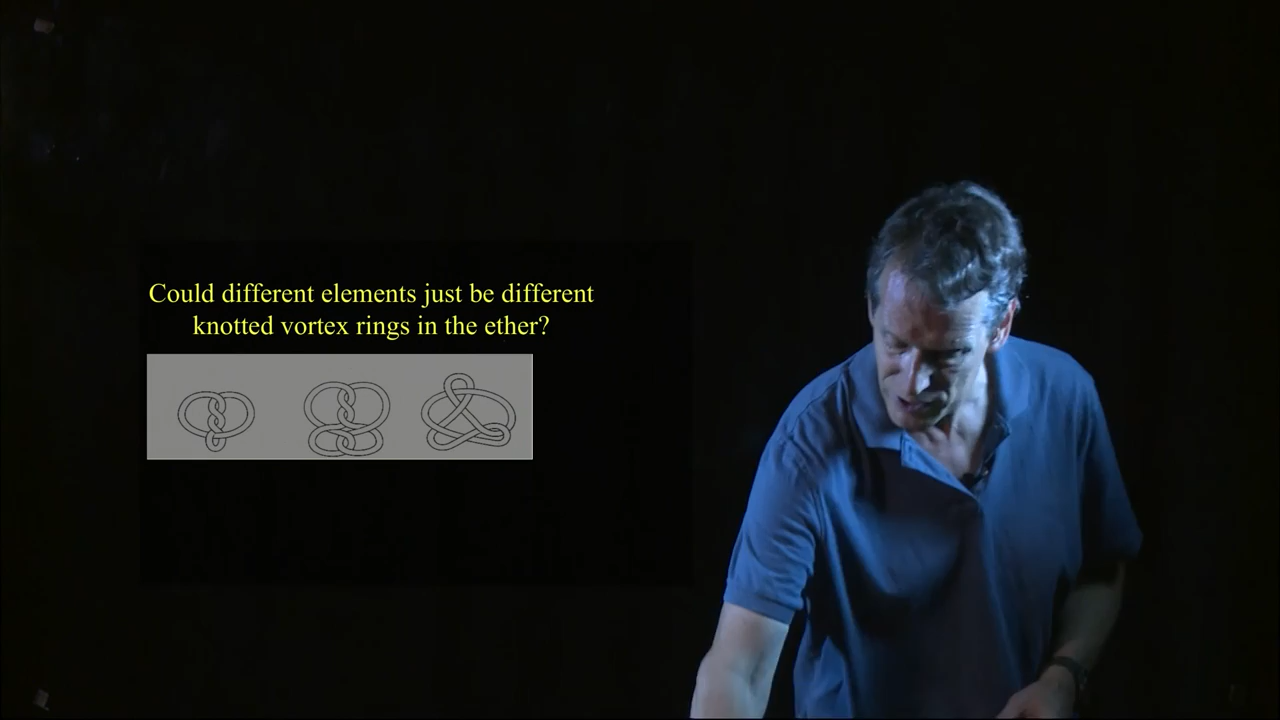 Could different elements just be different
knotted vortex rings in the ether?